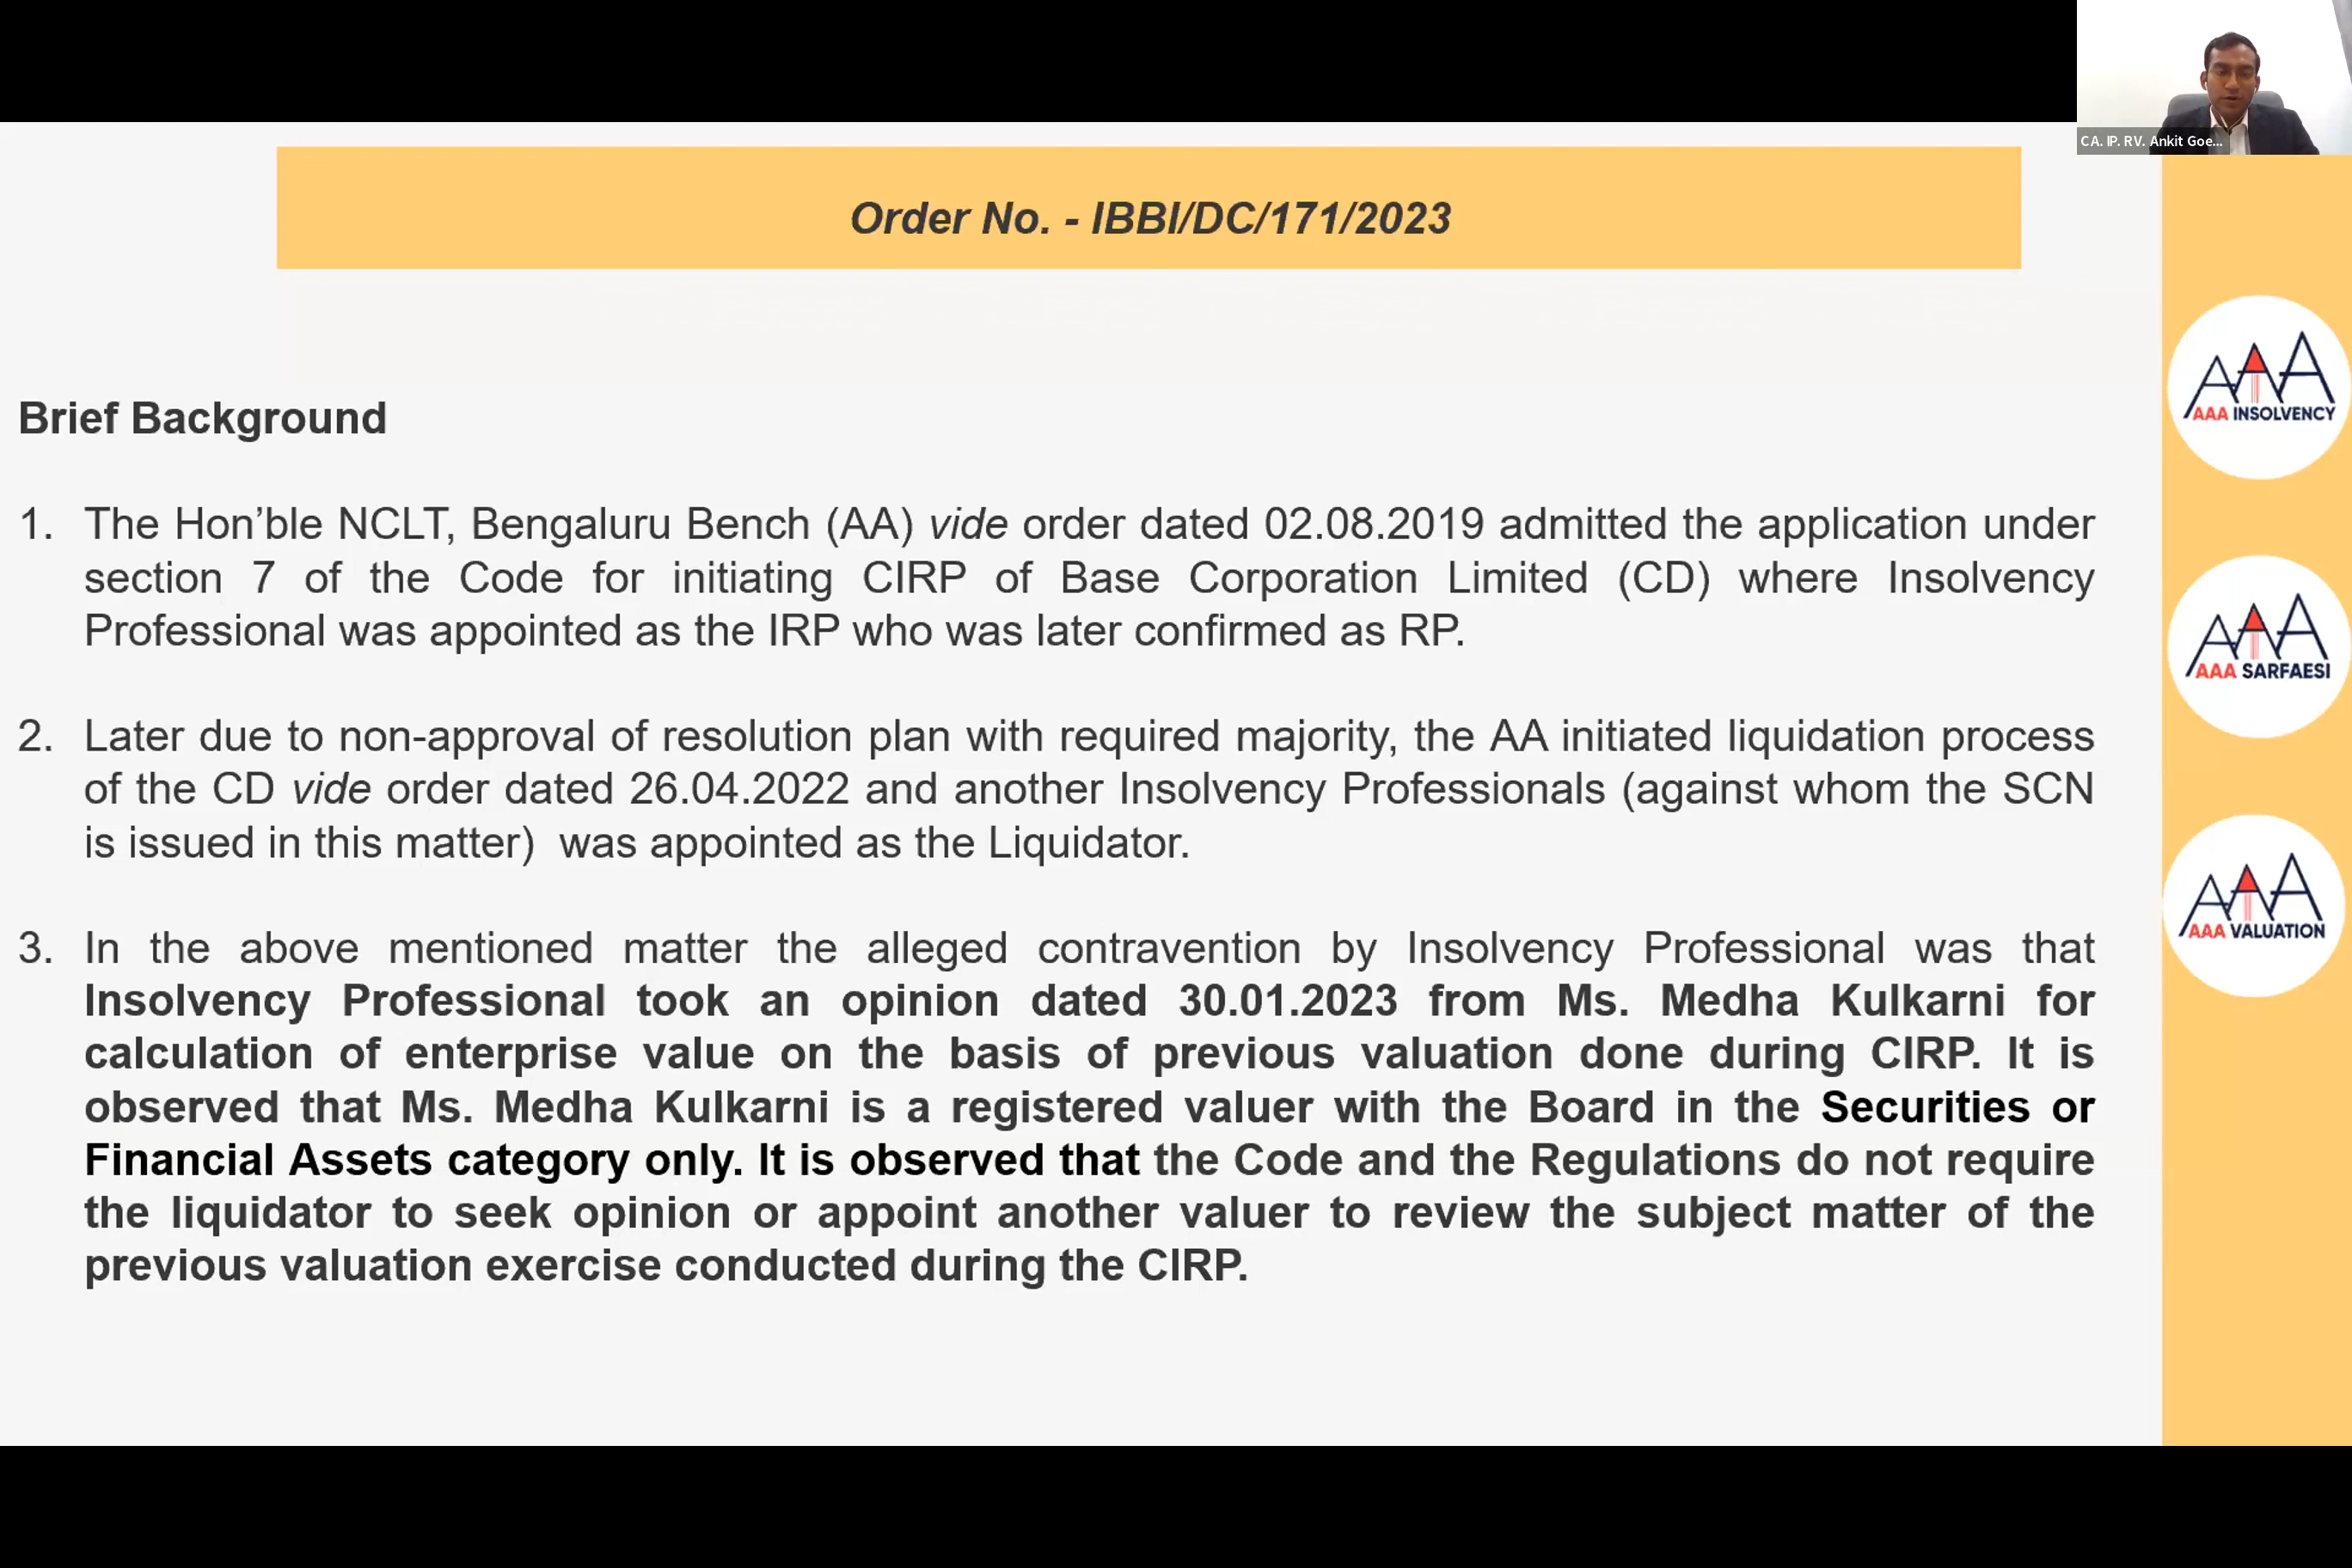 CA. IP. RV. Ankit Goe...
Order No. - IBBI/DC/171/2023
Brief Background
1. The Hon’ble NCLT, Bengaluru Bench (AA) vide order dated 02.08.2019 admitted the application under
section 7 of the Code for initiating CIRP of Base Corporation Limited (CD) where Insolvency
Professional was appointed as the IRP who was later confirmed as RP.
2. Later due to non-approval of resolution plan with required majority, the AA initiated liquidation process
of the CD vide order dated 26.04.2022 and another Insolvency Professionals (against whom the SCN
is issued in this matter) was appointed as the Liquidator.
3. In the above mentioned matter the alleged contravention by Insolvency Professional was that
Insolvency Professional took an opinion dated 30.01.2023 from Ms. Medha Kulkarni for
calculation of enterprise value on the basis of previous valuation done during CIRP. It is
observed that Ms. Medha Kulkarni is a registered valuer with the Board in the Securities or
Financial Assets category only. It is observed that the Code and the Regulations do not require
the liquidator to seek opinion or appoint another valuer to review the subject matter of the
previous valuation exercise conducted during the CIRP.
AAA
AAA INSOLVENCY
AAA
AAA SARFAESI
AAA
AAA VALUATION